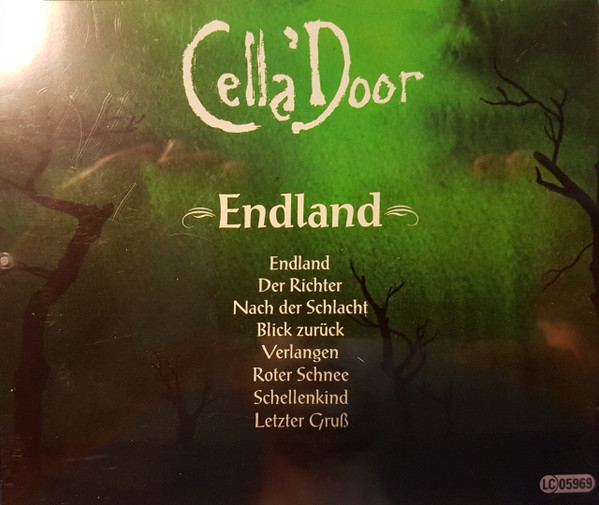 Cella'Door
Endland
Endland
Der Richter
Nach der Schlacht
Blick zurück
Verlangen
Roter Schnee
Schellenkind
Letzter Gruß
LC 05969